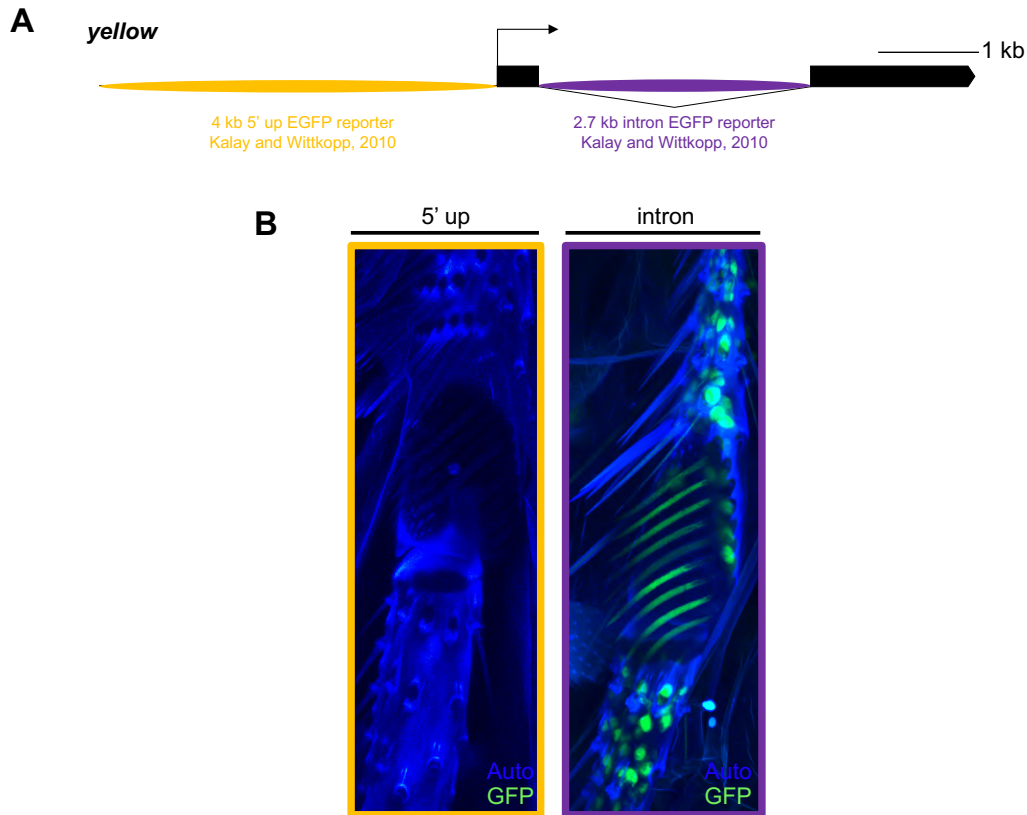 A
yellow
1 kb
4 kb 5’ up EGFP reporter
Kalay and Wittkopp, 2010
2.7 kb intron EGFP reporter
Kalay and Wittkopp, 2010
B
5’ up
intron
Auto
GFP
Auto
GFP